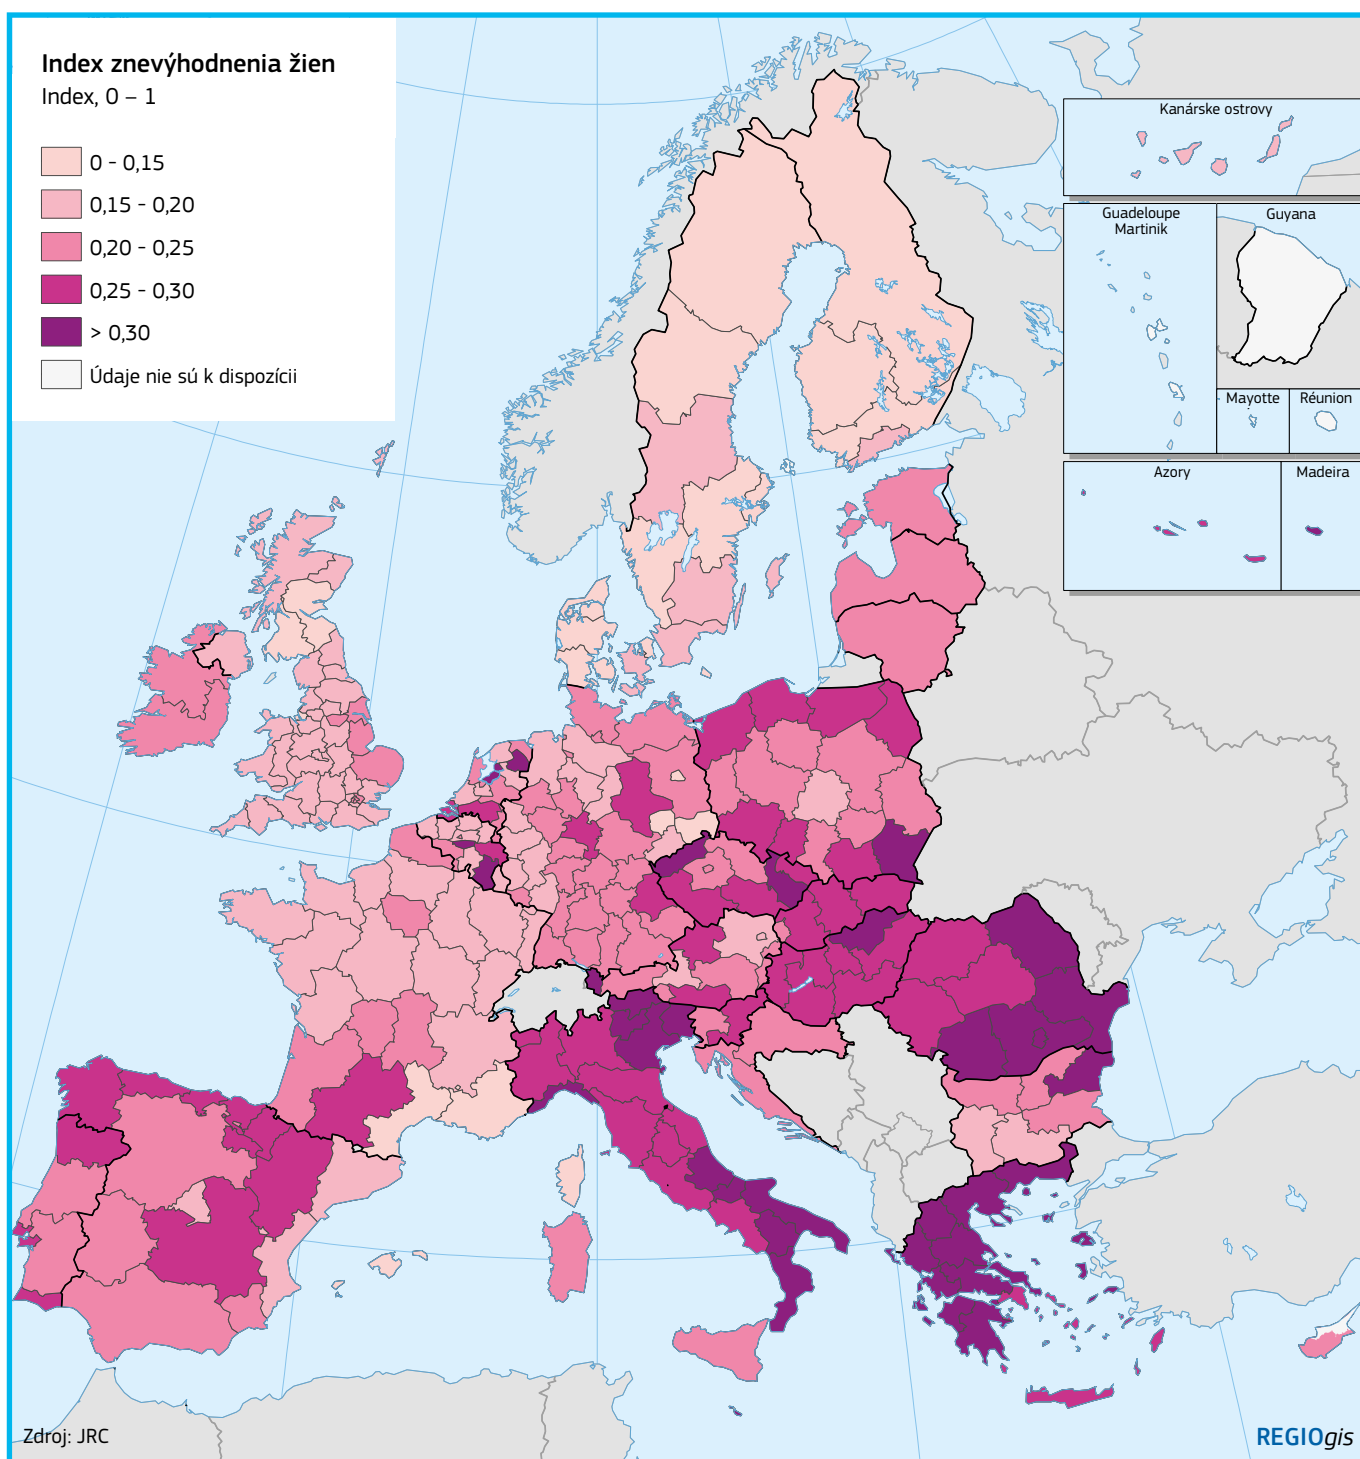 Index znevýhodnenia žien
Index, 0 – 1
0 - 0,15
0,15 - 0,20
0,20 - 0,25
0,25 - 0,30
> 0,30
Údaje nie sú k dispozícii
Kanárske ostrovy
Guadeloupe
Martinik
Guyana
Mayotte
Réunion
Azory
Madeira
Zdroj: JRC
REGIOgis